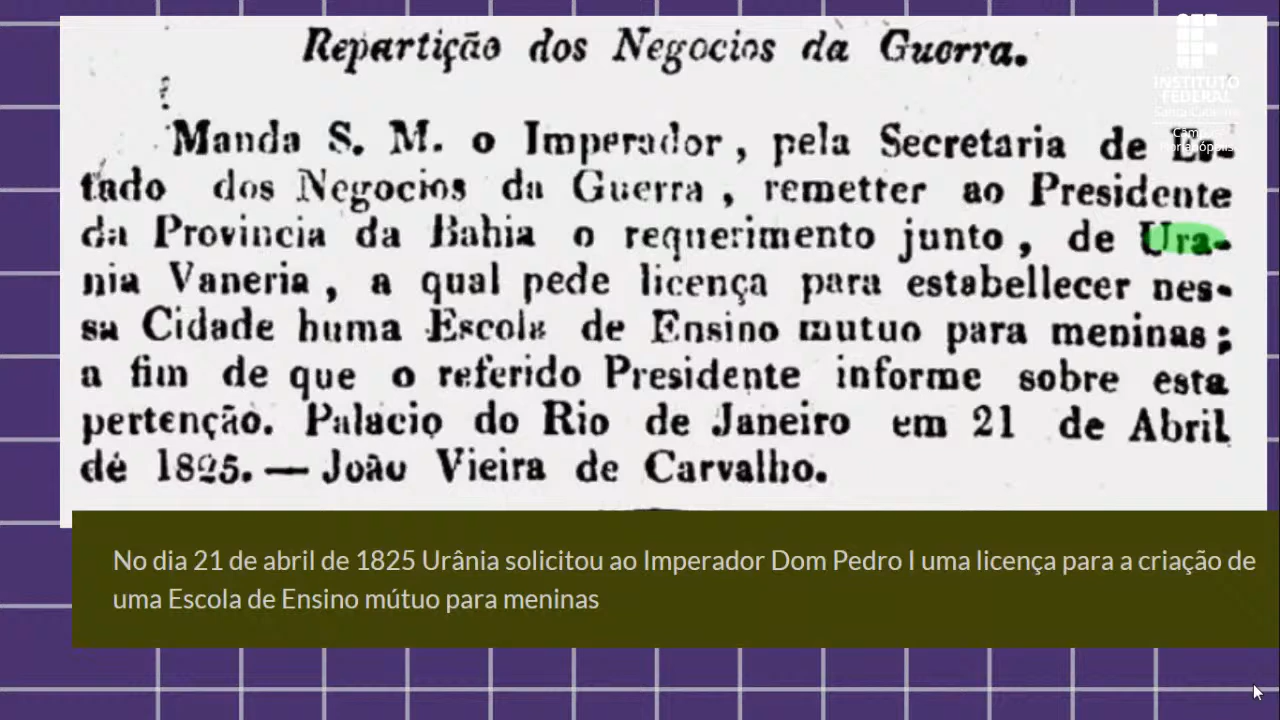 Repartição dos Negocios da Guerra.
INSTITUTO
FEDERAL
Santa Catarina
Câmpus
Florianópolis
Manda S. M. o Imperador, pela Secretaria de Es-
tado dos Negocios da Guerra, remetter ao Presidente
da Provincia da Bahia o requerimento junto, de Ura-
nia Vaneria, a qual pede licença para estabellecer nes-
sa Cidade huma Escola de Ensino mutuo para meninas;
a fim de que o referido Presidente informe sobre esta
pertenção. Palacio do Rio de Janeiro em 21 de Abril
de 1825. — João Vieira de Carvalho.
No dia 21 de abril de 1825 Urânia solicitou ao Imperador Dom Pedro I uma licença para a criação de
uma Escola de Ensino mútuo para meninas